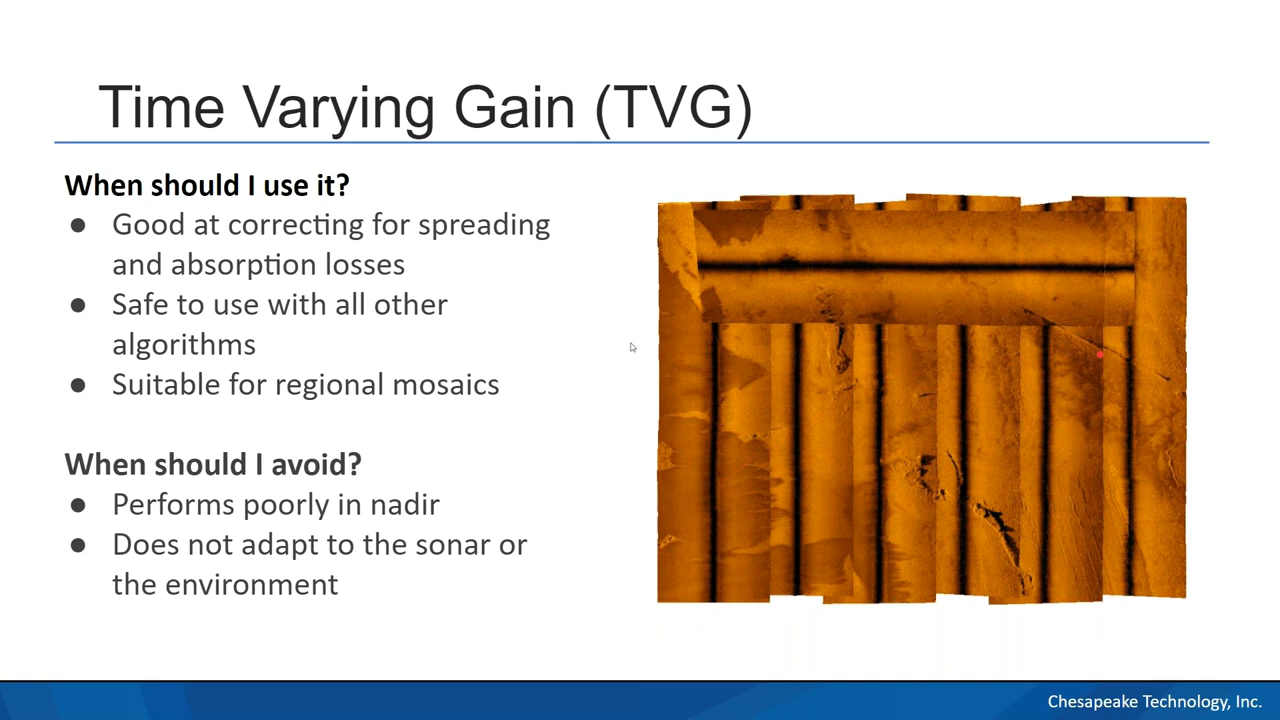 Time Varying Gain (TVG)
When should I use it?
● Good at correcting for spreading
and absorption losses
● Safe to use with all other
algorithms
● Suitable for regional mosaics
When should I avoid?
● Performs poorly in nadir
● Does not adapt to the sonar or
the environment
Chesapeake Technology, Inc.